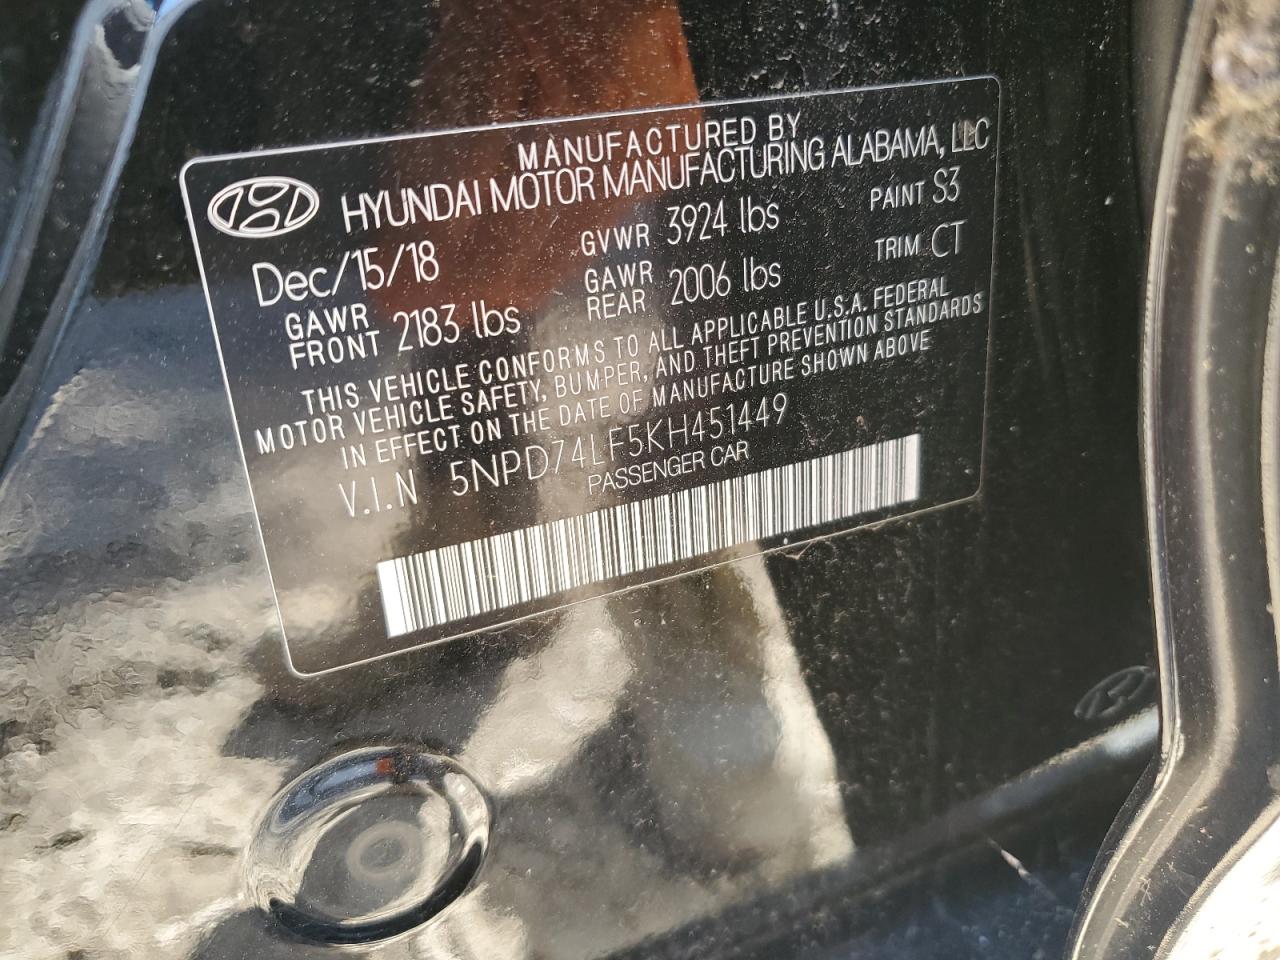 MANUFACTURED BY
HYUNDAI MOTOR MANUFACTURING ALABAMA, LLC
Dec/15/18 GVWR 3924 lbs PAINT S3
GAWR FRONT 2183 lbs GAWR REAR 2006 lbs TRIM CT
THIS VEHICLE CONFORMS TO ALL APPLICABLE U.S.A. FEDERAL
MOTOR VEHICLE SAFETY, BUMPER, AND THEFT PREVENTION STANDARDS
IN EFFECT ON THE DATE OF MANUFACTURE SHOWN ABOVE
V.I.N 5NPD74LF5KH451449
PASSENGER CAR